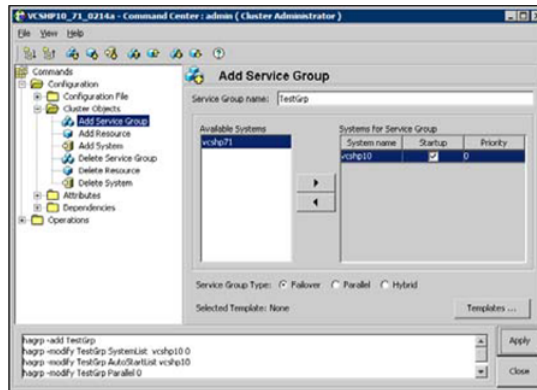 VCSHP10_71_0214a - Command Center : admin ( Cluster Administrator )
File View Help
Commands
Configuration
Configuration File
Cluster Objects
Add Service Group
Add Resource
Add System
Delete Service Group
Delete Resource
Delete System
Attributes
Dependencies
Operations
Add Service Group
Service Group name: TestGrp
Available Systems
vcshp71
Systems for Service Group
System name Startup Priority
vcshp10 0
Service Group Type: Failover Parallel Hybrid
Selected Template: None
Templates ...
hagrp -add TestGrp
hagrp -modify TestGrp SystemList vcshp10 0
hagrp -modify TestGrp AutoStartList vcshp10
hagrp -modify TestGrp Parallel 0
Apply
Close